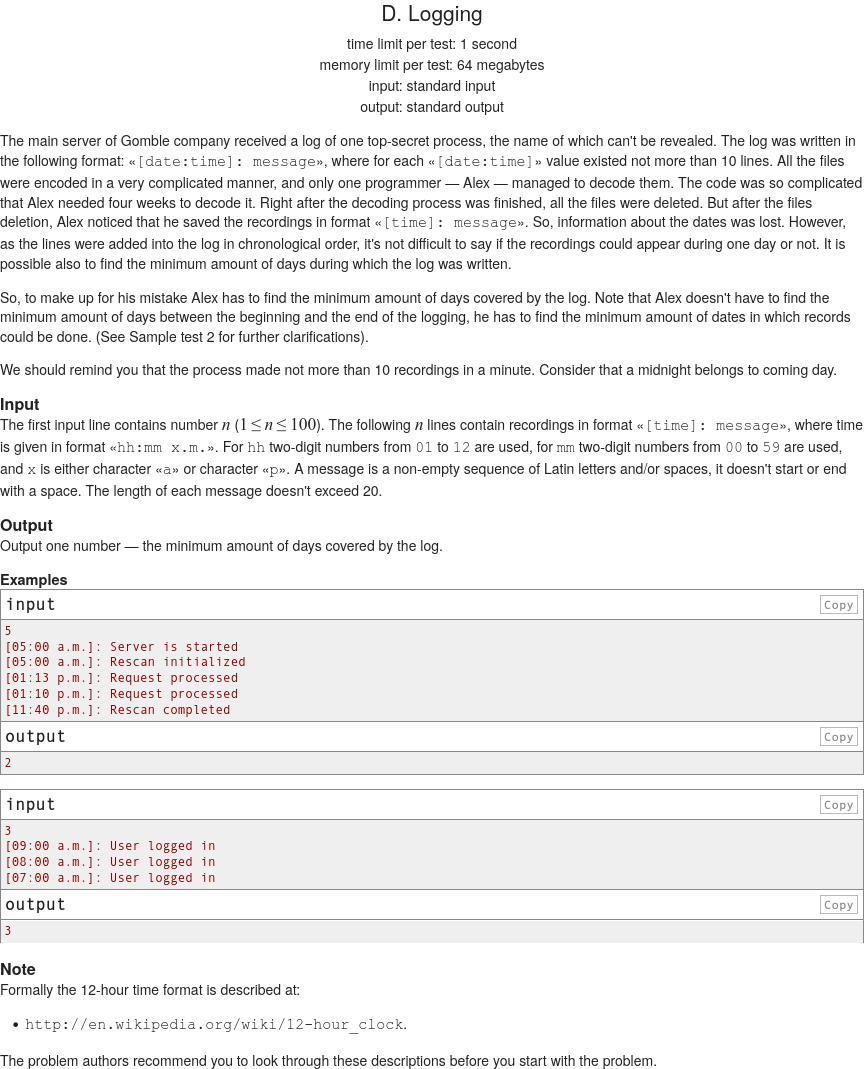 D. Logging
time limit per test: 1 second
memory limit per test: 64 megabytes
input: standard input
output: standard output
The main server of Gomble company received a log of one top-secret process, the name of which can't be revealed. The log was written in
the following format: «[date:time]: message», where for each «[date:time]» value existed not more than 10 lines. All the files
were encoded in a very complicated manner, and only one programmer — Alex — managed to decode them. The code was so complicated
that Alex needed four weeks to decode it. Right after the decoding process was finished, all the files were deleted. But after the files
deletion, Alex noticed that he saved the recordings in format «[time]: message». So, information about the dates was lost. However,
as the lines were added into the log in chronological order, it's not difficult to say if the recordings could appear during one day or not. It is
possible also to find the minimum amount of days during which the log was written.
So, to make up for his mistake Alex has to find the minimum amount of days covered by the log. Note that Alex doesn't have to find the
minimum amount of days between the beginning and the end of the logging, he has to find the minimum amount of dates in which records
could be done. (See Sample test 2 for further clarifications).
We should remind you that the process made not more than 10 recordings in a minute. Consider that a midnight belongs to coming day.
Input
The first input line contains number n (1 ≤ n ≤ 100). The following n lines contain recordings in format «[time]: message», where time
is given in format «hh:mm x.m.». For hh two-digit numbers from 01 to 12 are used, for mm two-digit numbers from 00 to 59 are used,
and x is either character «a» or character «p». A message is a non-empty sequence of Latin letters and/or spaces, it doesn't start or end
with a space. The length of each message doesn't exceed 20.
Output
Output one number — the minimum amount of days covered by the log.
Examples
input Copy
5
[05:00 a.m.]: Server is started
[05:00 a.m.]: Rescan initialized
[01:13 p.m.]: Request processed
[01:10 p.m.]: Request processed
[11:40 p.m.]: Rescan completed
output Copy
2
input Copy
3
[09:00 a.m.]: User logged in
[08:00 a.m.]: User logged in
[07:00 a.m.]: User logged in
output Copy
3
Note
Formally the 12-hour time format is described at:
• http://en.wikipedia.org/wiki/12-hour_clock.
The problem authors recommend you to look through these descriptions before you start with the problem.